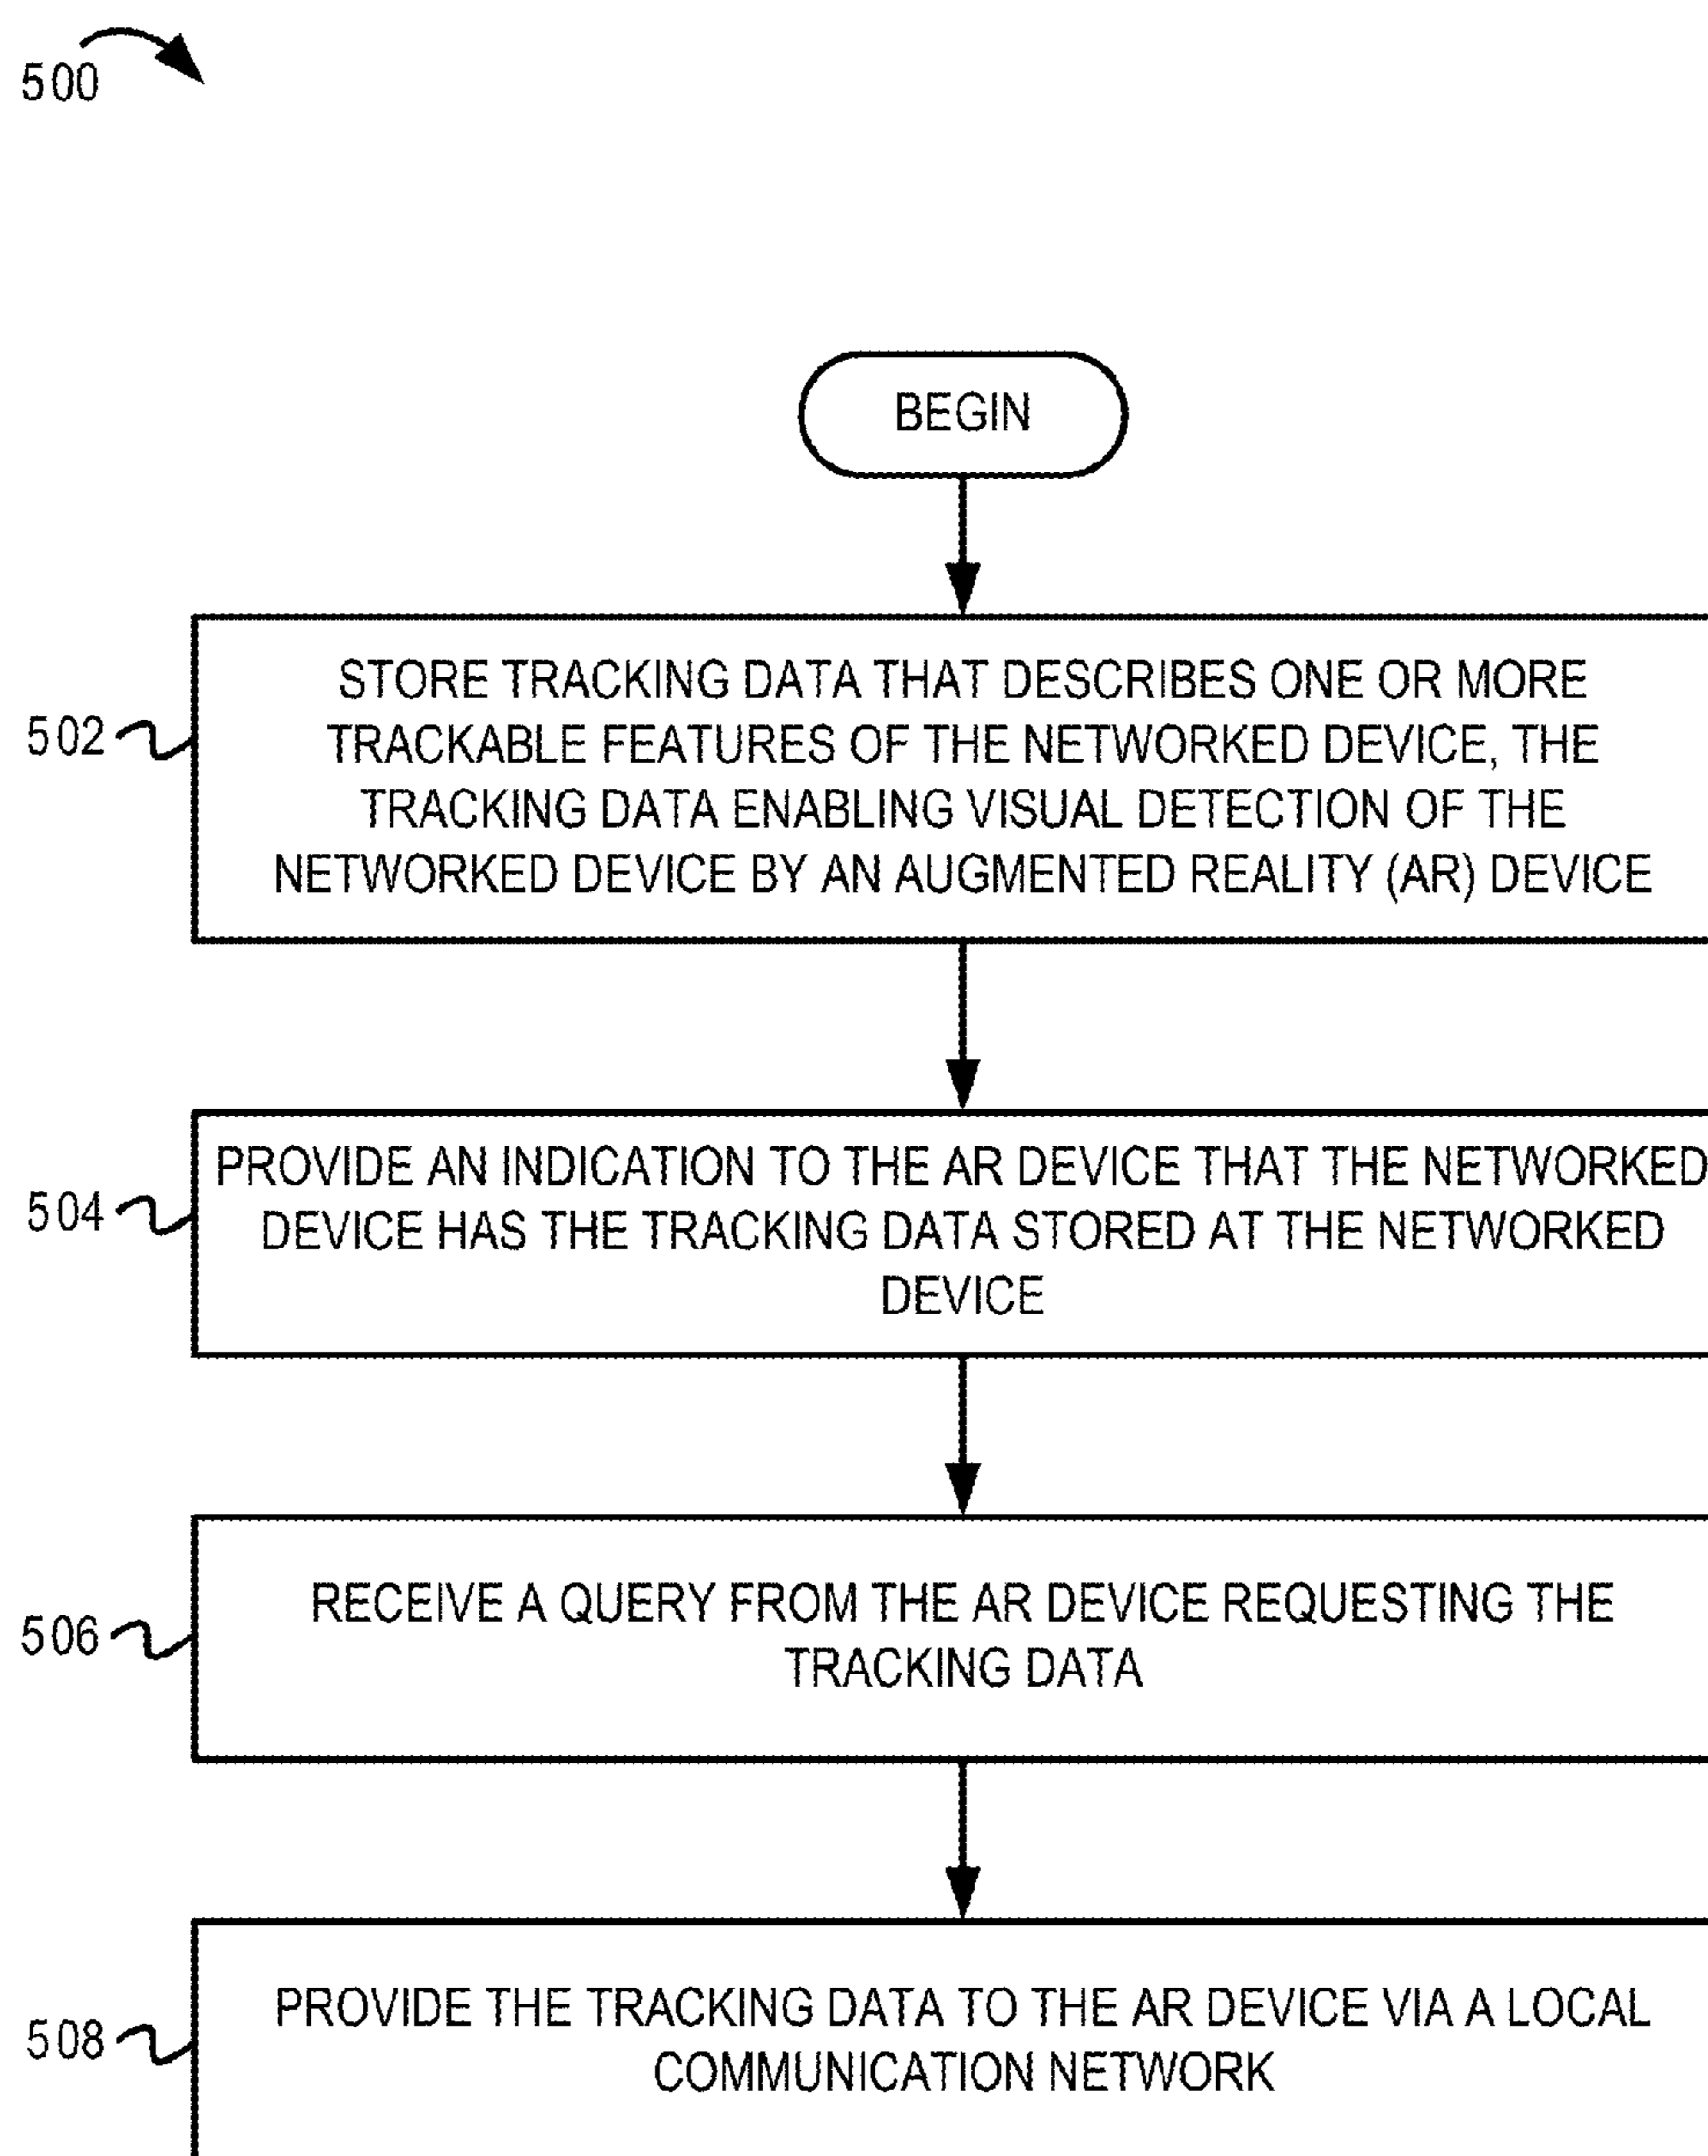 500
BEGIN
502
STORE TRACKING DATA THAT DESCRIBES ONE OR MORE
TRACKABLE FEATURES OF THE NETWORKED DEVICE, THE
TRACKING DATA ENABLING VISUAL DETECTION OF THE
NETWORKED DEVICE BY AN AUGMENTED REALITY (AR) DEVICE
504
PROVIDE AN INDICATION TO THE AR DEVICE THAT THE NETWORKED
DEVICE HAS THE TRACKING DATA STORED AT THE NETWORKED
DEVICE
506
RECEIVE A QUERY FROM THE AR DEVICE REQUESTING THE
TRACKING DATA
508
PROVIDE THE TRACKING DATA TO THE AR DEVICE VIA A LOCAL
COMMUNICATION NETWORK